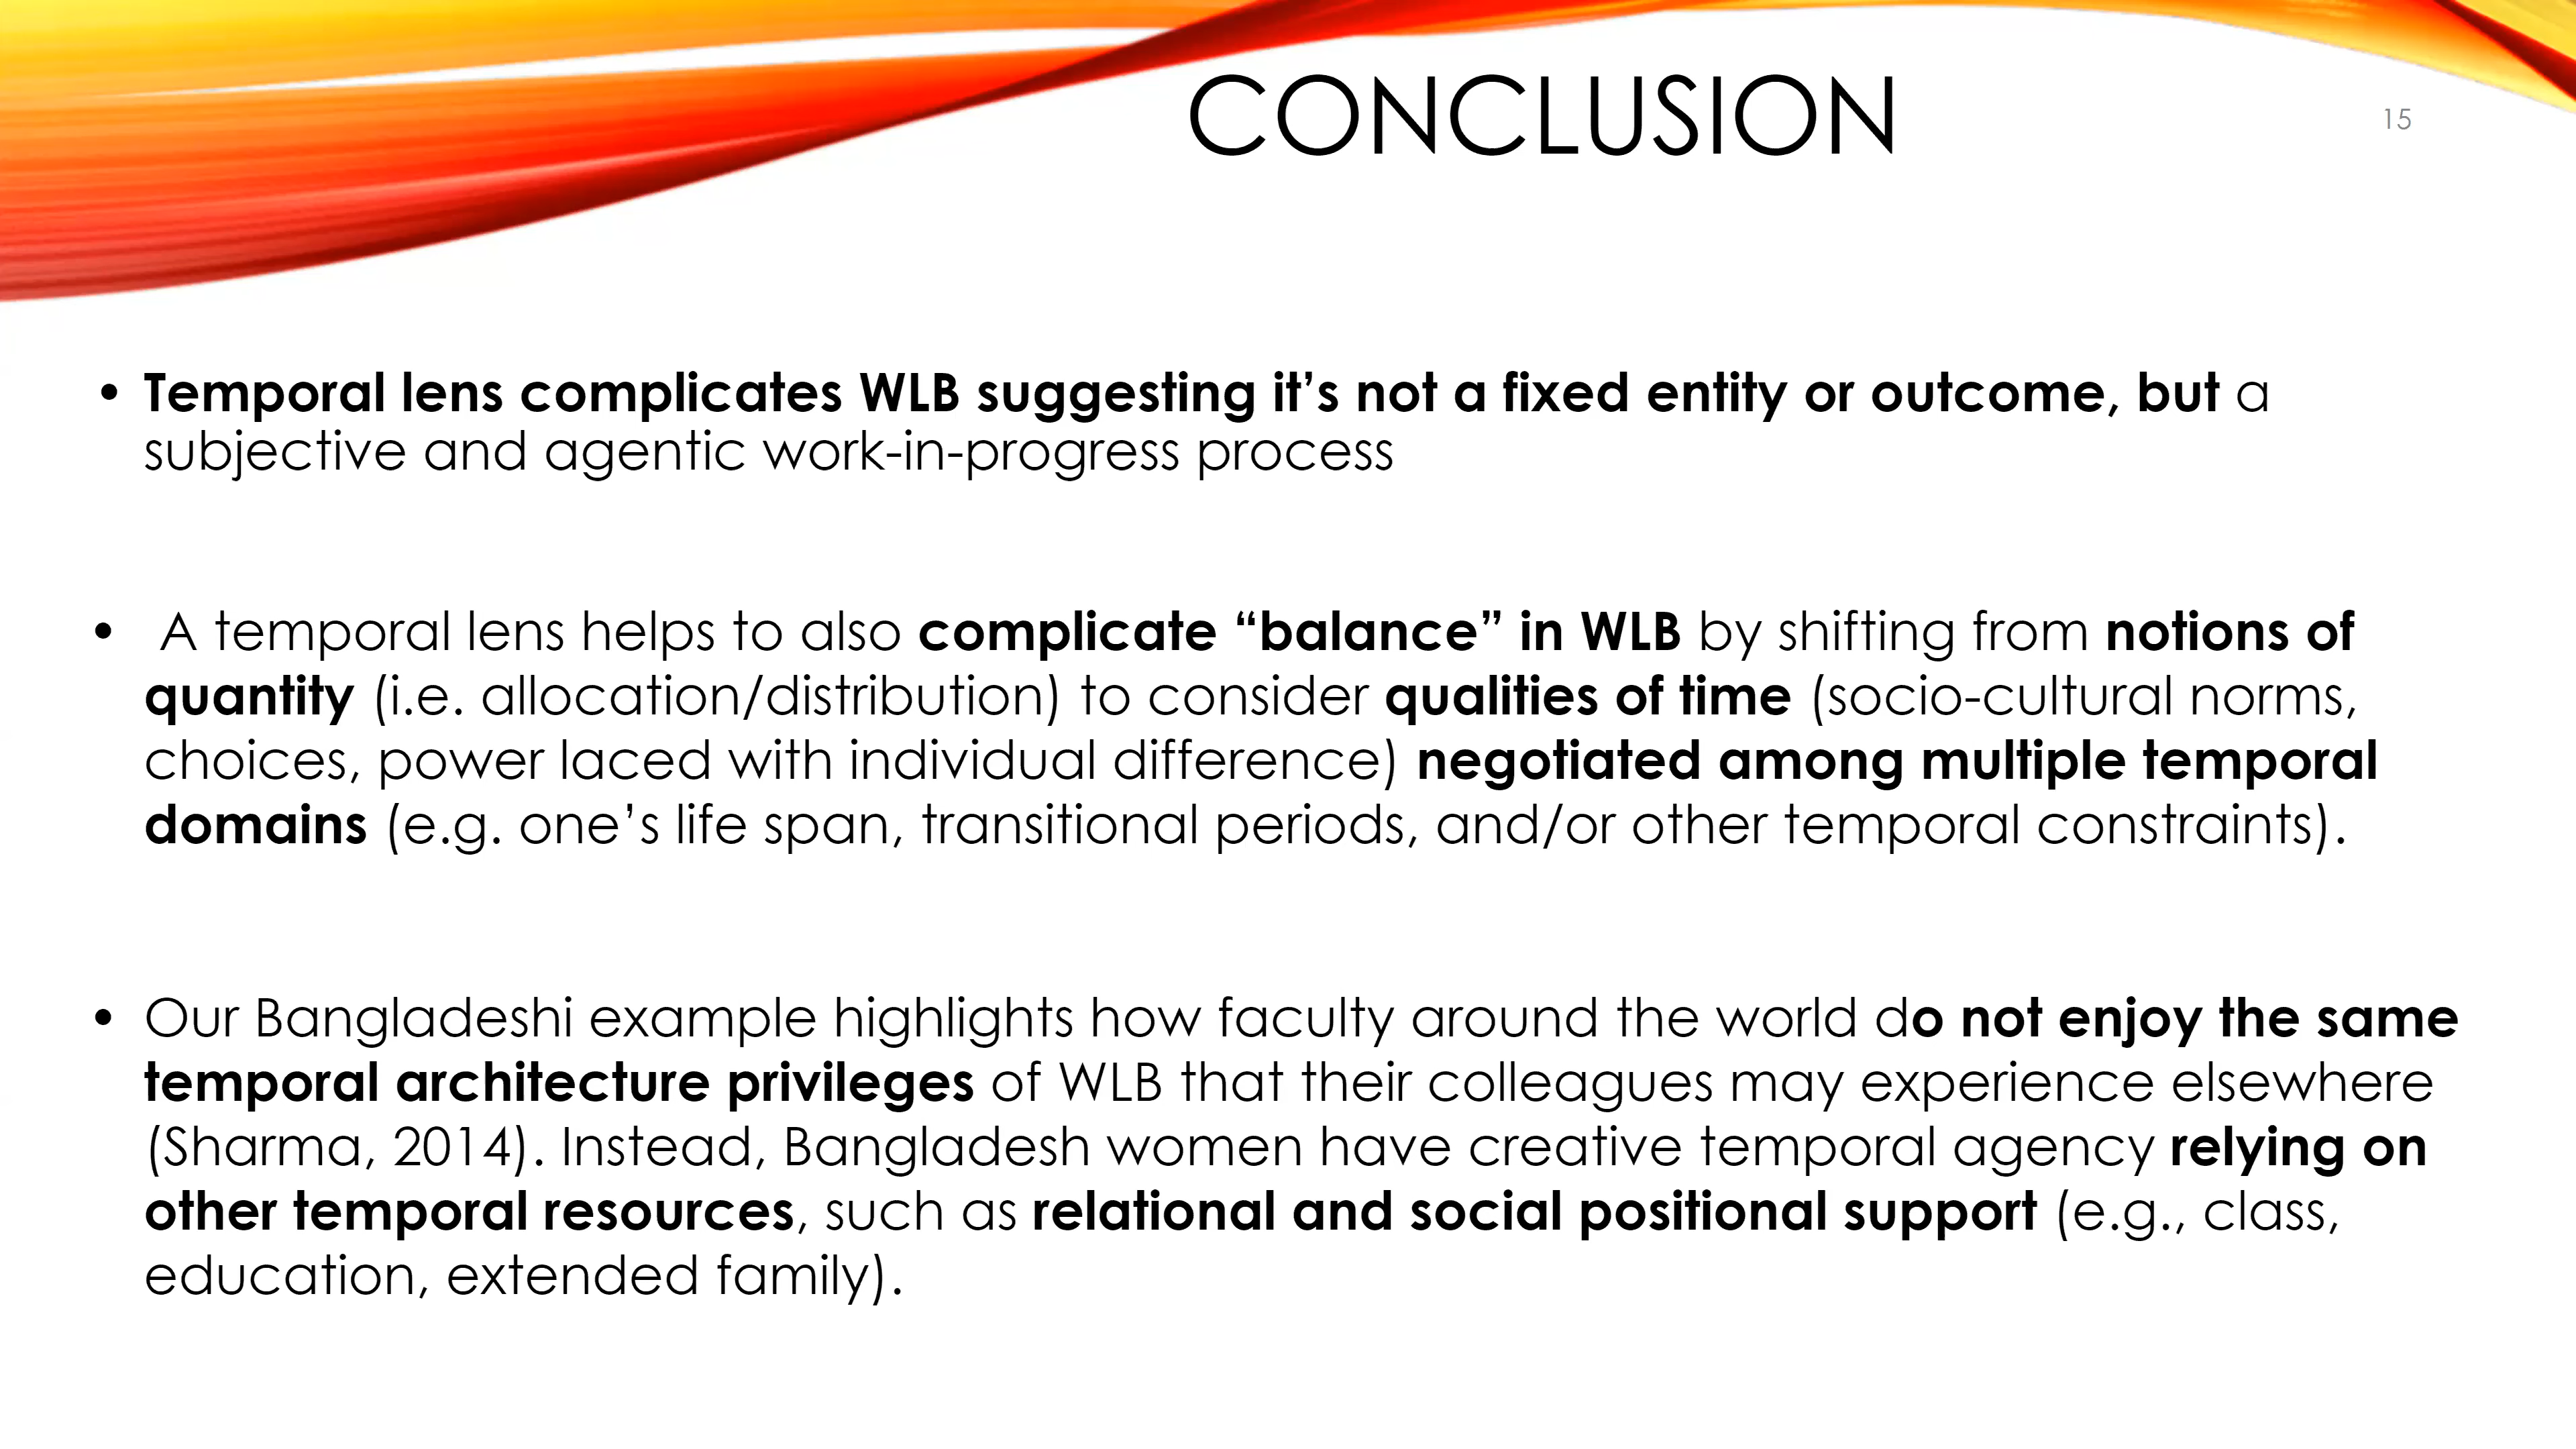 CONCLUSION
15
• Temporal lens complicates WLB suggesting it’s not a fixed entity or outcome, but a
subjective and agentic work-in-progress process
• A temporal lens helps to also complicate “balance” in WLB by shifting from notions of
quantity (i.e. allocation/distribution) to consider qualities of time (socio-cultural norms,
choices, power laced with individual difference) negotiated among multiple temporal
domains (e.g. one’s life span, transitional periods, and/or other temporal constraints).
• Our Bangladeshi example highlights how faculty around the world do not enjoy the same
temporal architecture privileges of WLB that their colleagues may experience elsewhere
(Sharma, 2014). Instead, Bangladesh women have creative temporal agency relying on
other temporal resources, such as relational and social positional support (e.g., class,
education, extended family).